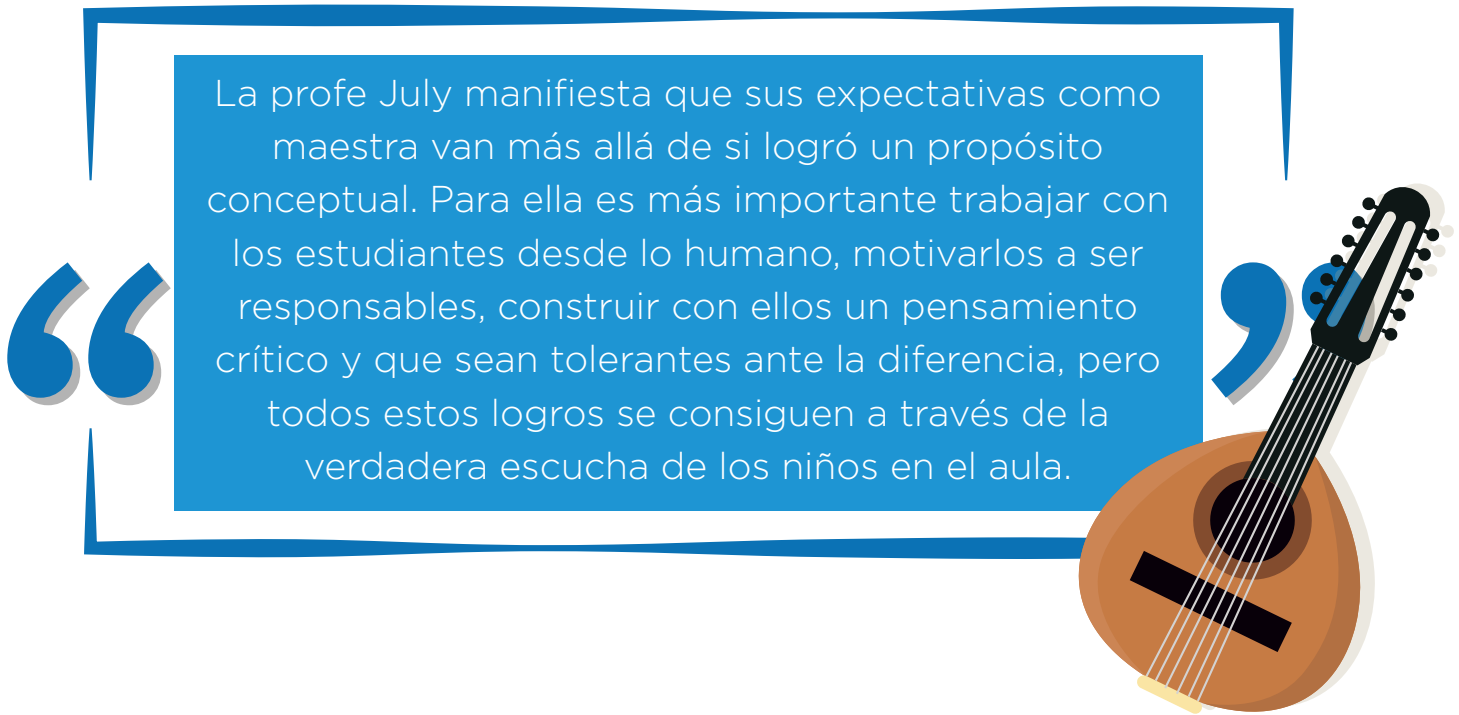 La profe July manifiesta que sus expectativas como
maestra van más allá de si logró un propósito
conceptual. Para ella es más importante trabajar con
los estudiantes desde lo humano, motivarlos a ser
responsables, construir con ellos un pensamiento
crítico y que sean tolerantes ante la diferencia, pero
todos estos logros se consiguen a través de la
verdadera escucha de los niños en el aula.